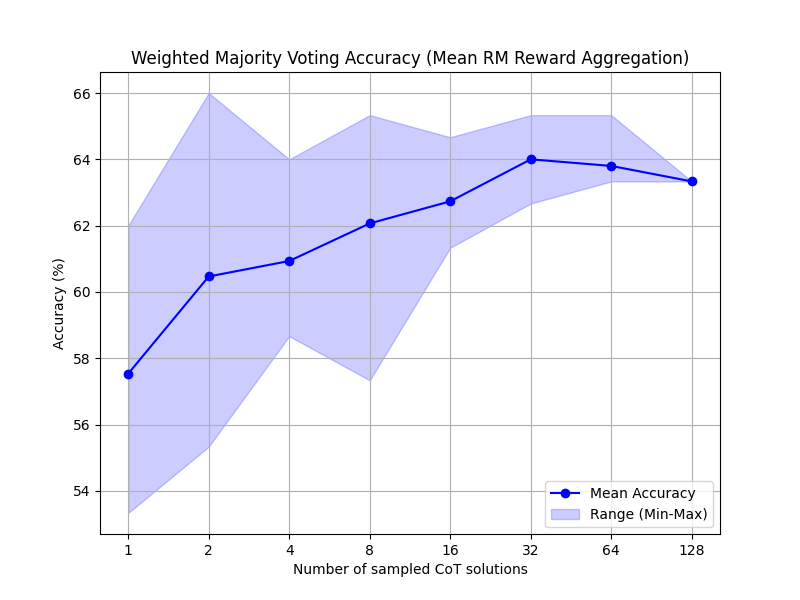 Weighted Majority Voting Accuracy (Mean RM Reward Aggregation)
Accuracy (%)
66
64
62
60
58
56
54
Mean Accuracy
Range (Min-Max)
1 2 4 8 16 32 64 128
Number of sampled CoT solutions